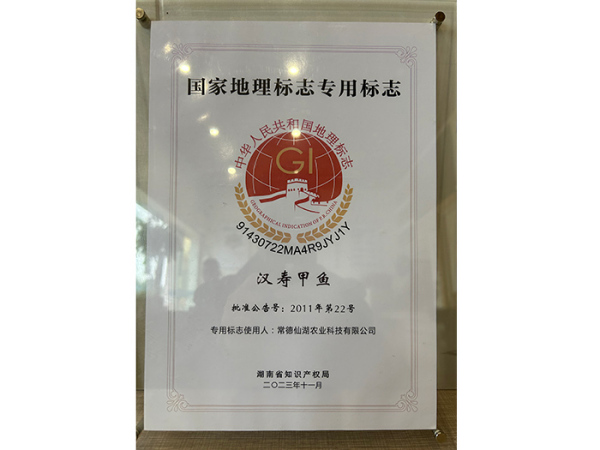 国家地理标志专用标志
中华人民共和国地理标志
GI
GEOGRAPHICAL INDICATION OF P.R.CHINA
91430722MA4R9JYJ1Y
汉寿甲鱼
批准公告号：2011年第22号
专用标志使用人：常德仙湖农业科技有限公司
湖南省知识产权局
二〇二三年十一月